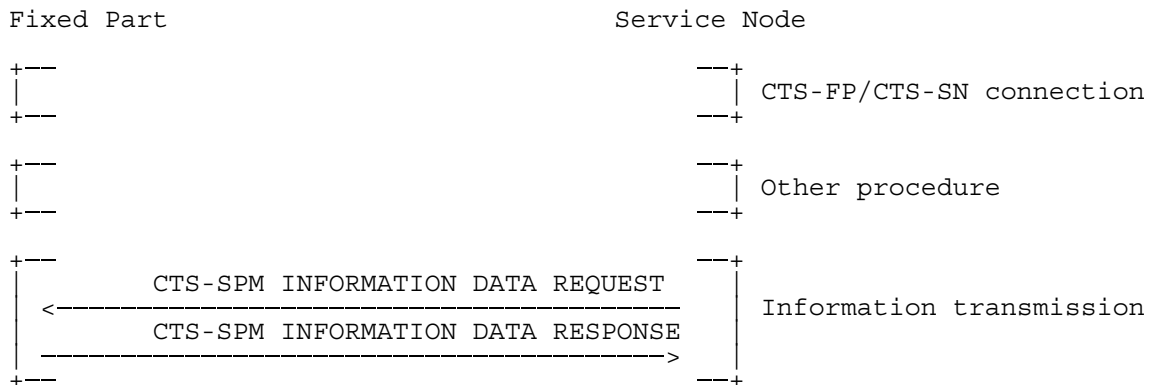 Fixed Part Service Node
CTS-FP/CTS-SN connection
Other procedure
CTS-SPM INFORMATION DATA REQUEST
Information transmission
CTS-SPM INFORMATION DATA RESPONSE